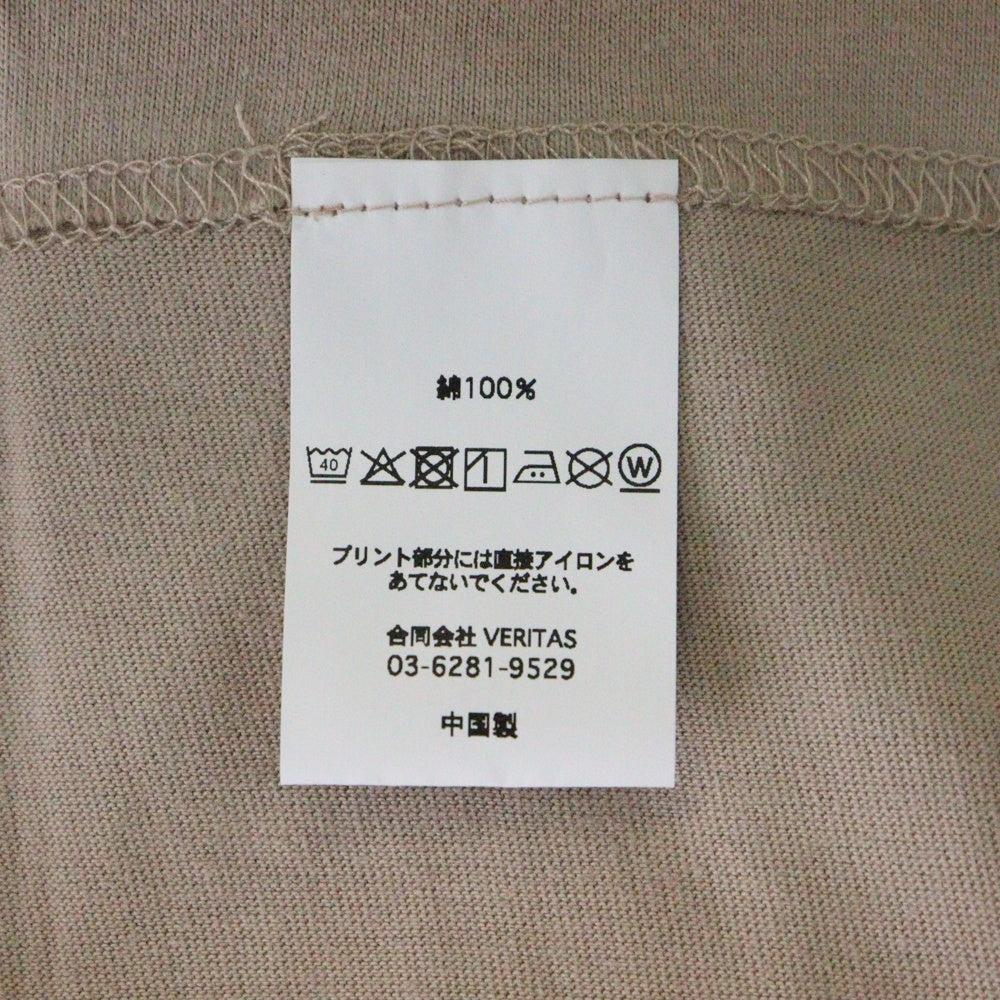 綿100%
40
W
プリント部分には直接アイロンを
あてないでください。
合同会社 VERITAS
03-6281-9529
中国製